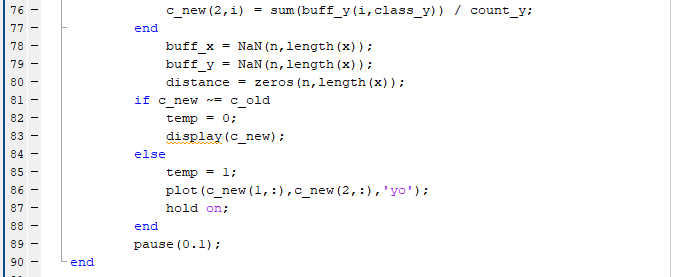 76 - c_new(2,i) = sum(buff_y(i,class_y)) / count_y;
77 - end
78 - buff_x = NaN(n,length(x));
79 - buff_y = NaN(n,length(x));
80 - distance = zeros(n,length(x));
81 - if c_new ~= c_old
82 - temp = 0;
83 - display(c_new);
84 - else
85 - temp = 1;
86 - plot(c_new(1,:),c_new(2,:),'yo');
87 - hold on;
88 - end
89 - pause(0.1);
90 - end